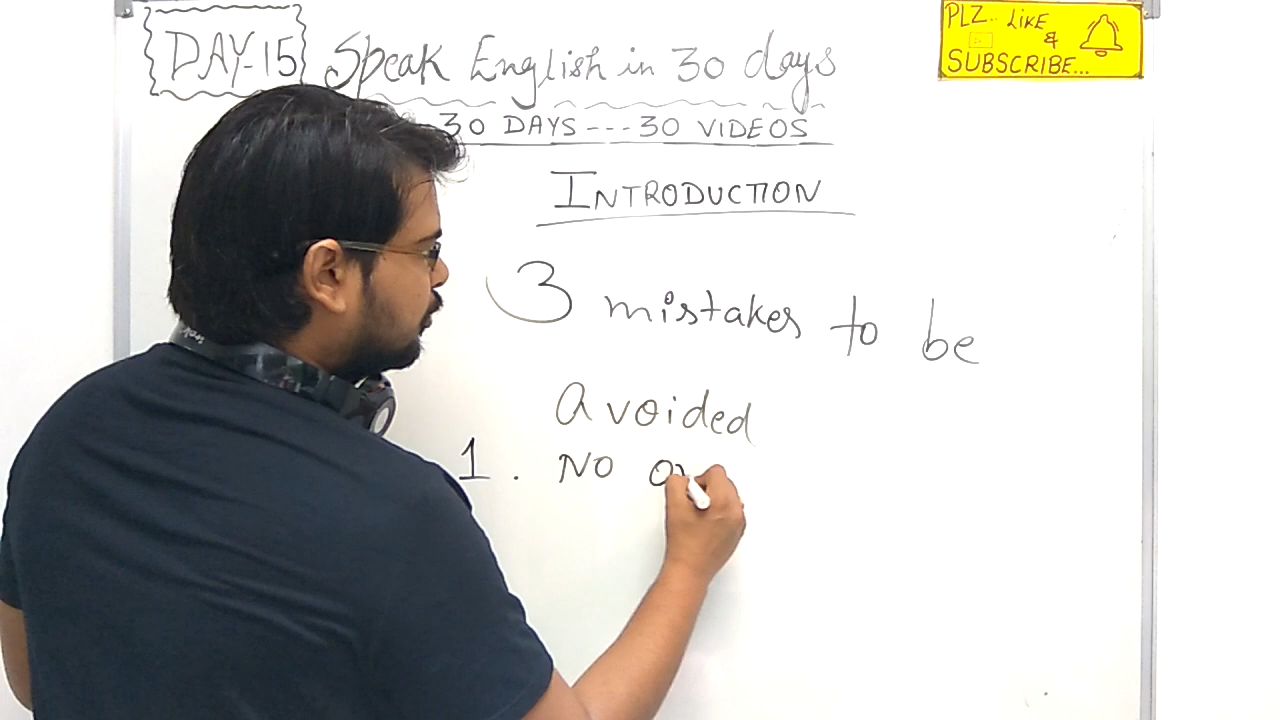 DAY-15 Speak English in 30 days
30 DAYS---30 VIDEOS
INTRODUCTION
3 mistakes to be
avoided
1. NO
PLZ.. LIKE
&
SUBSCRIBE...